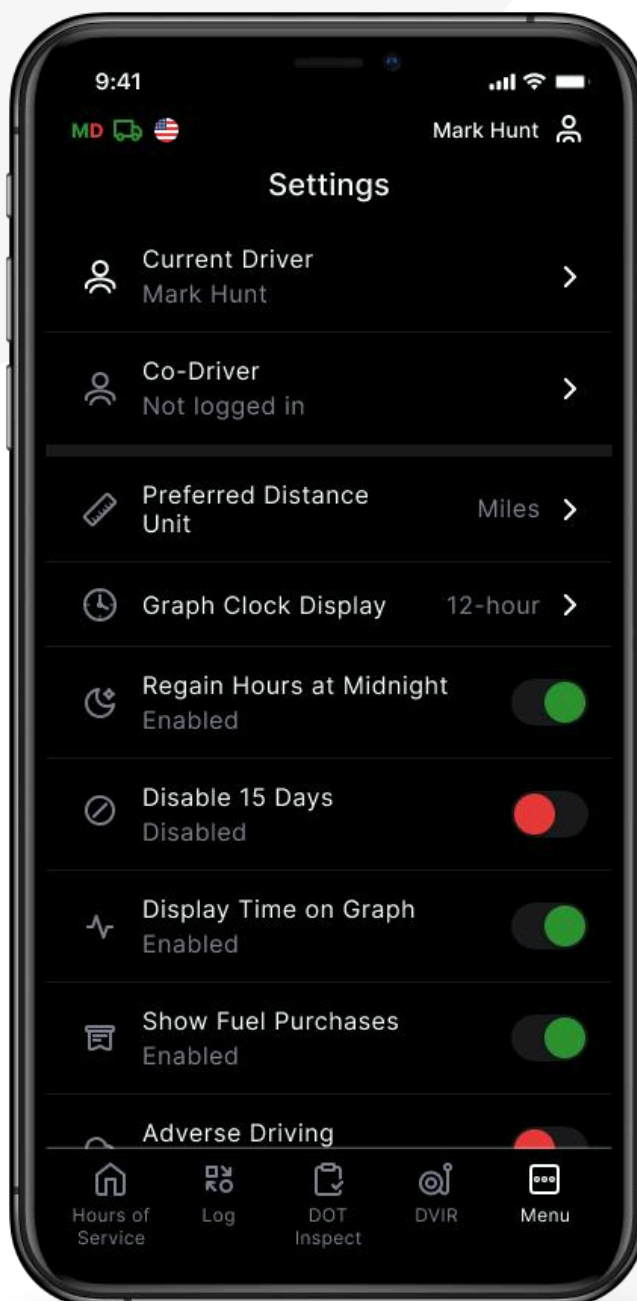 9:41
MD
Mark Hunt
Settings
Current Driver
Mark Hunt
Co-Driver
Not logged in
Preferred Distance
Unit
Miles
Graph Clock Display
12-hour
Regain Hours at Midnight
Enabled
Disable 15 Days
Disabled
Display Time on Graph
Enabled
Show Fuel Purchases
Enabled
Adverse Driving
Hours of
Service
Log
DOT
Inspect
DVIR
Menu